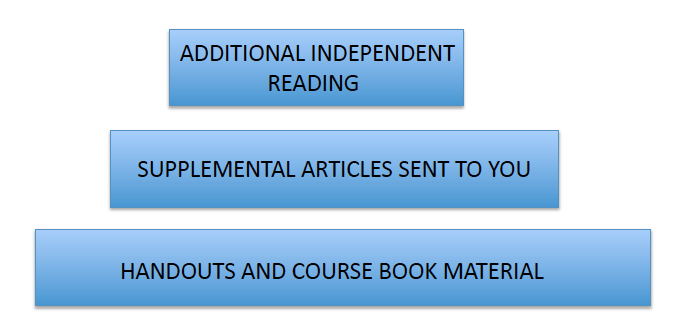 ADDITIONAL INDEPENDENT
READING
SUPPLEMENTAL ARTICLES SENT TO YOU
HANDOUTS AND COURSE BOOK MATERIAL